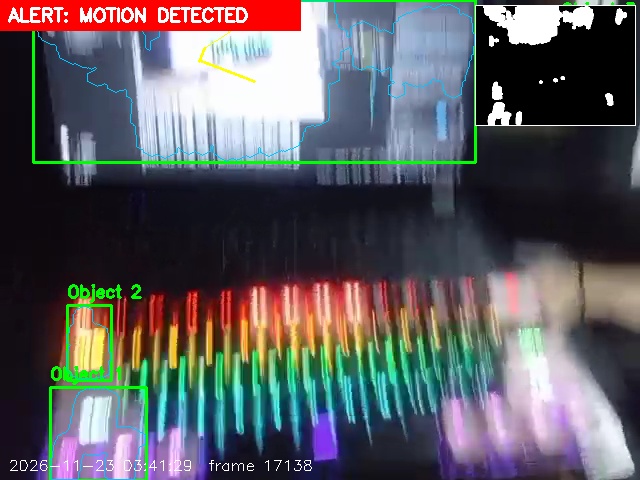 ALERT: MOTION DETECTED
Object 2
Object 1
2026-11-23 03:41:29 frame 17138